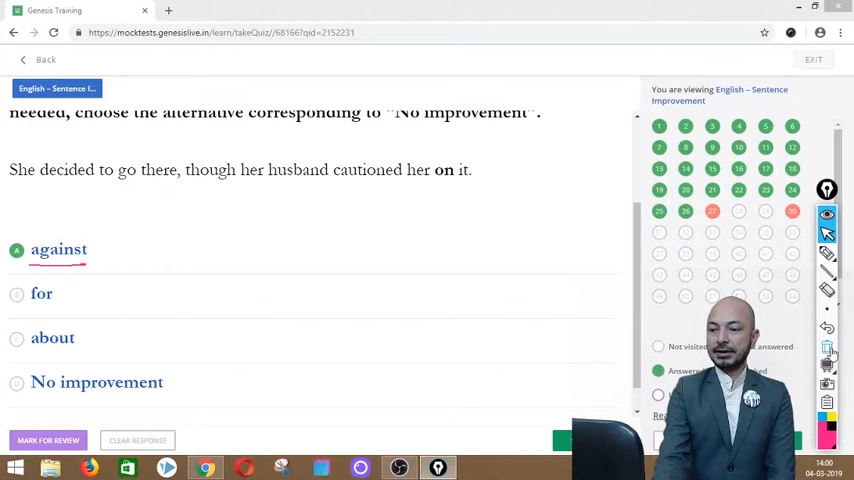 Genesis Training
https://mocktests.genesislive.in/learn/takeQuiz//68166?qid=2152231
Back
EXIT
English – Sentence I...
You are viewing English – Sentence
Improvement
needed, choose the alternative corresponding to "No improvement".
She decided to go there, though her husband cautioned her on it.
A against
B for
C about
D No improvement
1 2 3 4 5 6
7 8 9 10 11 12
13 14 15 16 17 18
19 20 21 22 23 24
25 26 27 28 29 30
Not visited answered
Answered
MARK FOR REVIEW
CLEAR RESPONSE
14:00
04-03-2019